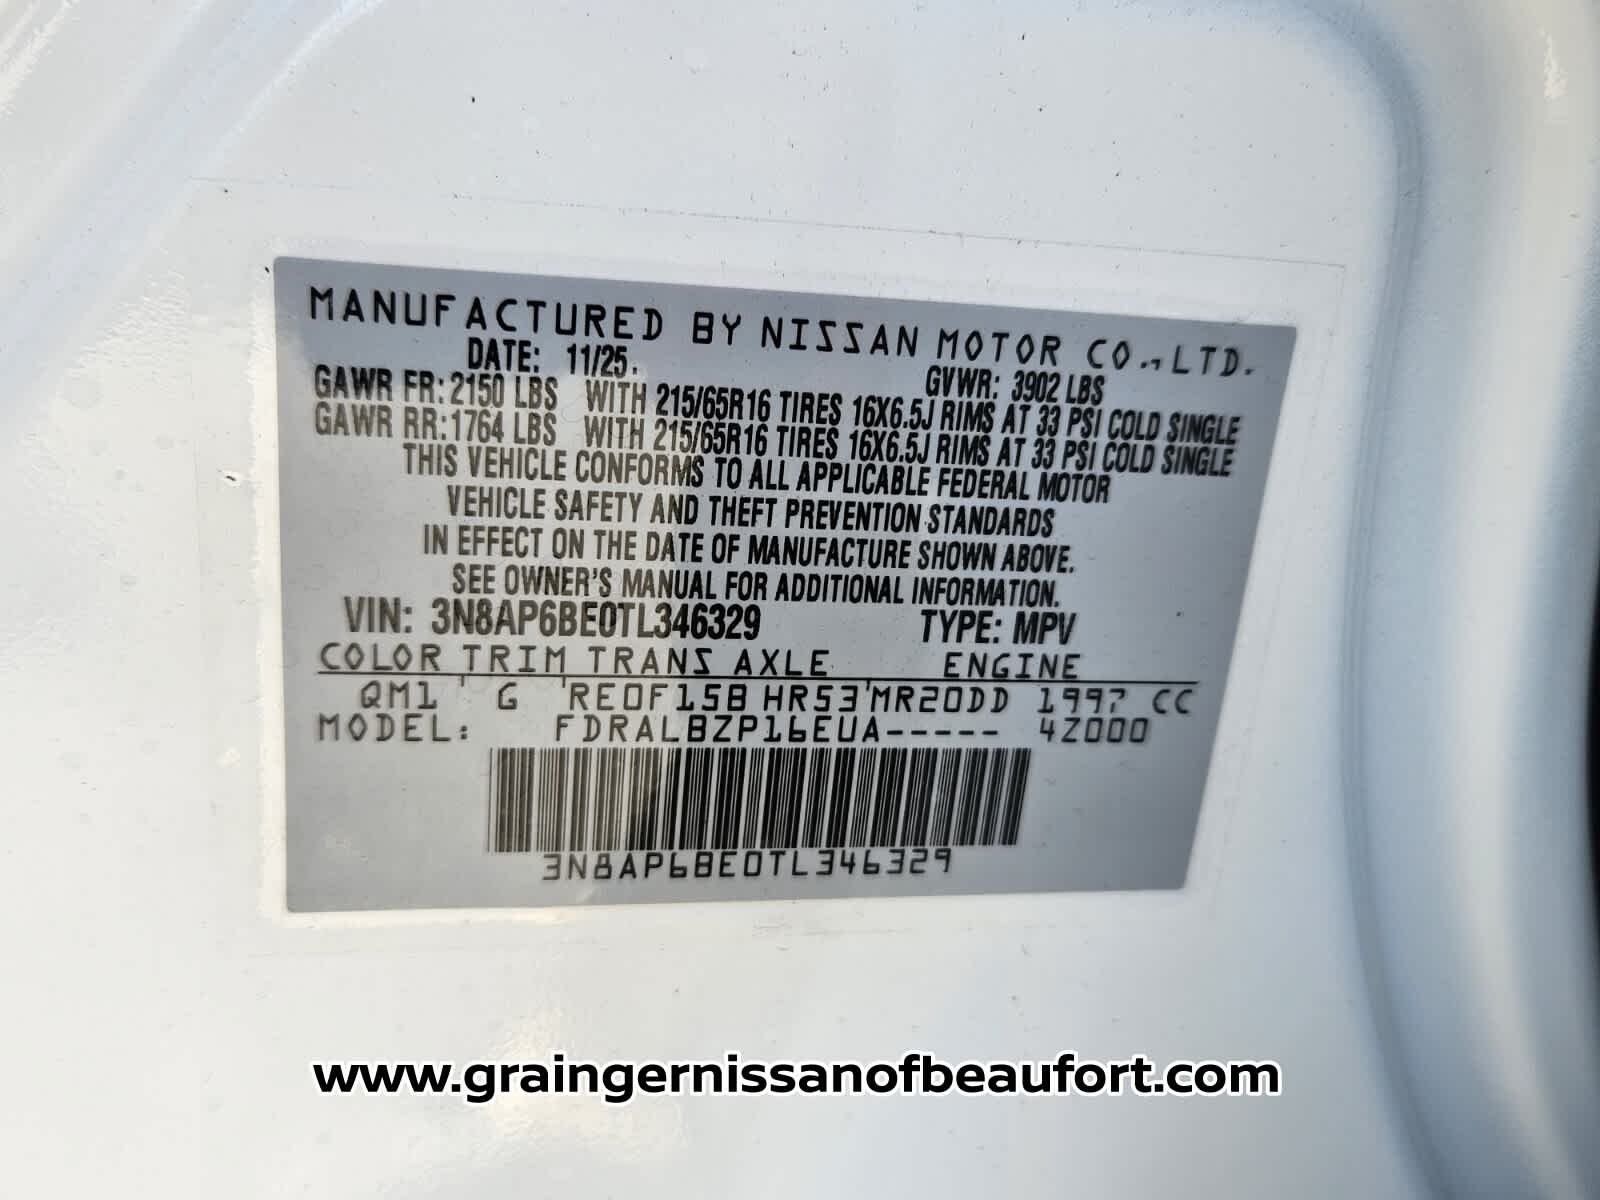 MANUFACTURED BY NISSAN MOTOR CO.,LTD.
DATE: 11/25. GVWR: 3902 LBS
GAWR FR: 2150 LBS WITH 215/65R16 TIRES 16X6.5J RIMS AT 33 PSI COLD SINGLE
GAWR RR: 1764 LBS WITH 215/65R16 TIRES 16X6.5J RIMS AT 33 PSI COLD SINGLE
THIS VEHICLE CONFORMS TO ALL APPLICABLE FEDERAL MOTOR
VEHICLE SAFETY AND THEFT PREVENTION STANDARDS
IN EFFECT ON THE DATE OF MANUFACTURE SHOWN ABOVE.
SEE OWNER'S MANUAL FOR ADDITIONAL INFORMATION.
VIN: 3N8AP6BE0TL346329 TYPE: MPV
COLOR TRIM TRANS AXLE ENGINE
QM1 G RE0F15B HR53 MR20DD 1997 CC
MODEL: FDRALBZP16EUA----- 4Z000
3N8AP6BE0TL346329
www.graingernissanofbeaufort.com